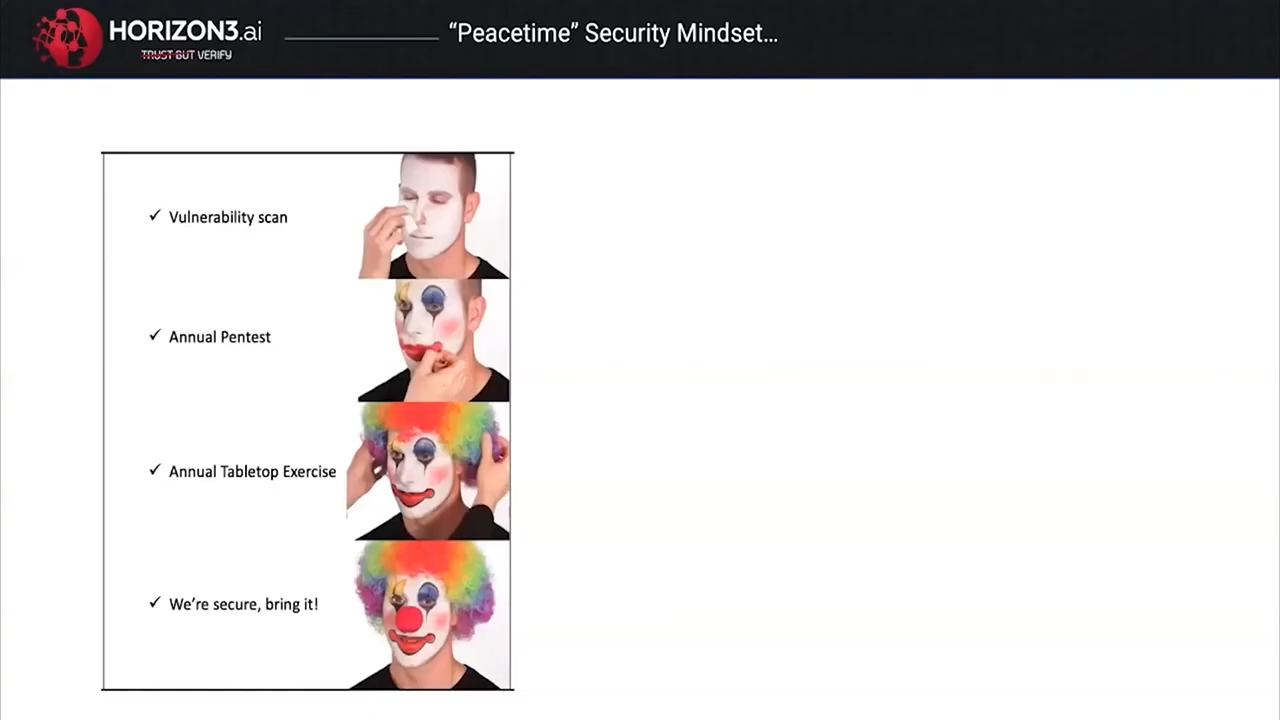 HORIZON3.ai
TRUST BUT VERIFY
“Peacetime” Security Mindset…
✓ Vulnerability scan
✓ Annual Pentest
✓ Annual Tabletop Exercise
✓ We’re secure, bring it!